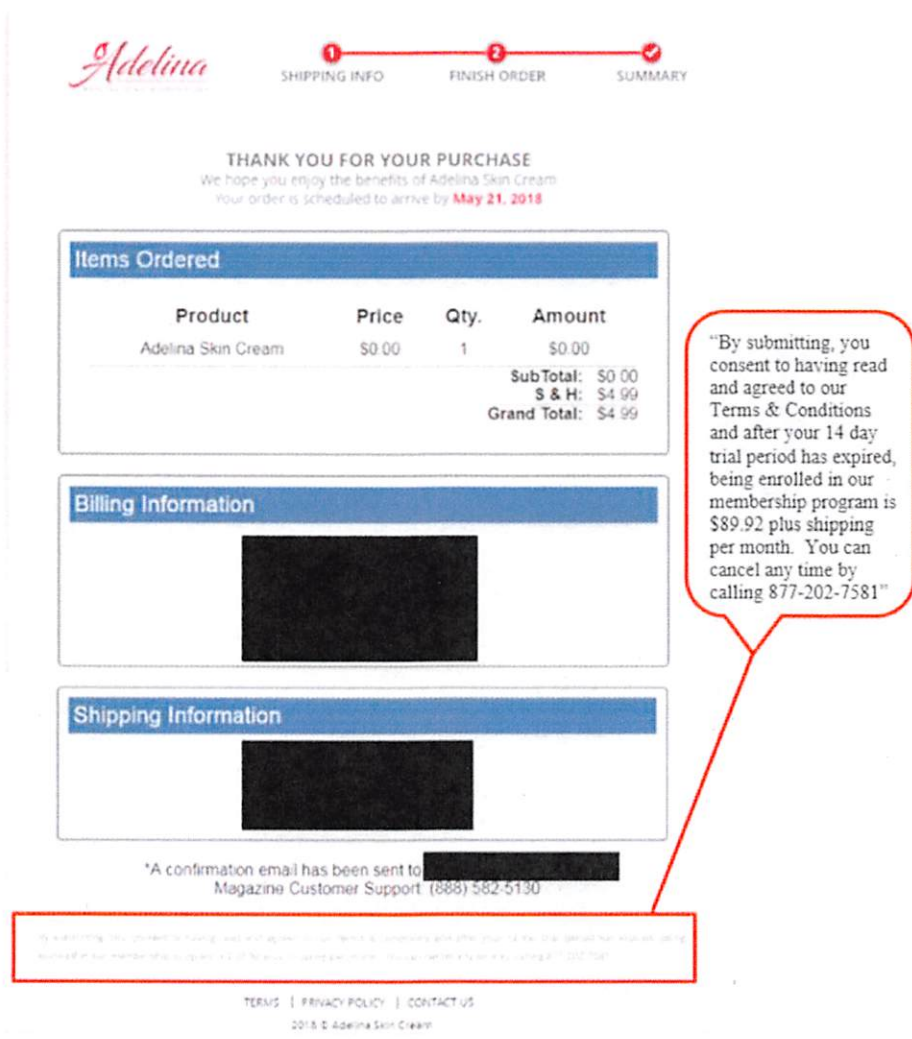 Adelina
1
2
SHIPPING INFO
FINISH ORDER
SUMMARY
THANK YOU FOR YOUR PURCHASE
We hope you enjoy the benefits of Adelina Skin Cream
Your order is scheduled to arrive by May 21, 2018
Items Ordered
Product Price Qty. Amount
Adelina Skin Cream $0.00 1 $0.00
SubTotal: $0.00
S & H: $4.99
Grand Total: $4.99
Billing Information
Shipping Information
*A confirmation email has been sent to
Magazine Customer Support (888) 582-5130
TERMS | PRIVACY POLICY | CONTACT US
2018 © Adelina Skin Cream
"By submitting, you
consent to having read
and agreed to our
Terms & Conditions
and after your 14 day
trial period has expired,
being enrolled in our
membership program is
$89.92 plus shipping
per month. You can
cancel any time by
calling 877-202-7581"